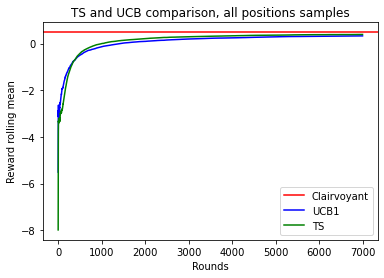 TS and UCB comparison, all positions samples
Reward rolling mean
0
−2
−4
−6
−8
0 1000 2000 3000 4000 5000 6000 7000
Rounds
Clairvoyant
UCB1
TS